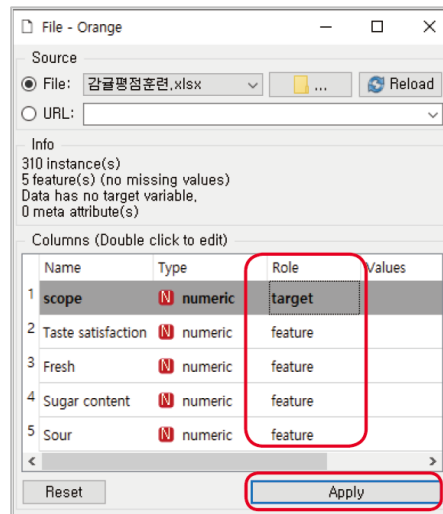 File - Orange
Source
File: 감귤평점훈련.xlsx ... Reload
URL:
Info
310 instance(s)
5 feature(s) (no missing values)
Data has no target variable.
0 meta attribute(s)
Columns (Double click to edit)
Name Type Role Values
1 scope N numeric target
2 Taste satisfaction N numeric feature
3 Fresh N numeric feature
4 Sugar content N numeric feature
5 Sour N numeric feature
Reset Apply